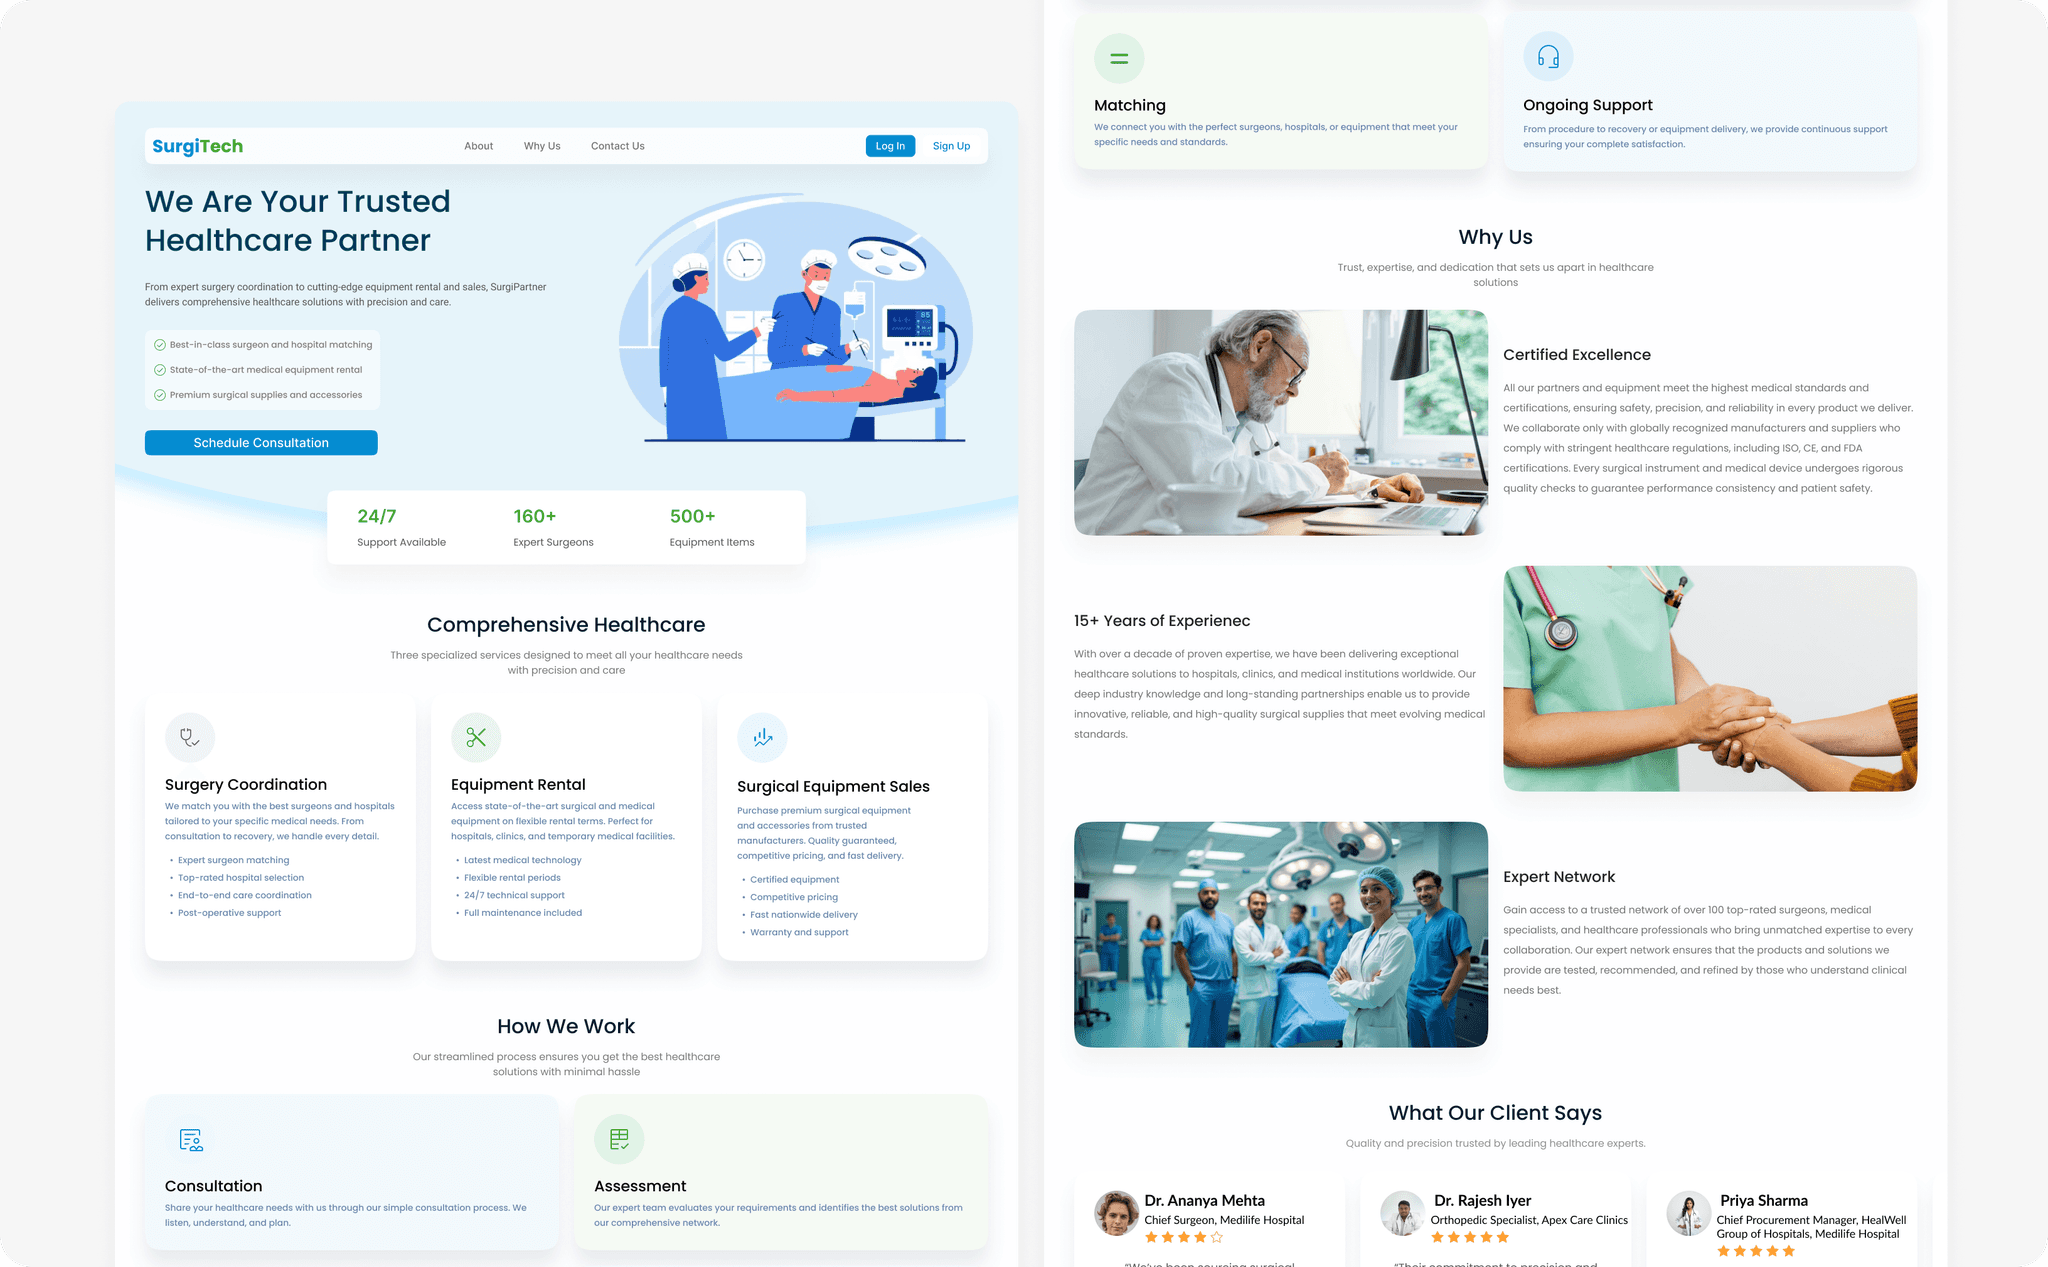 SurgiTech
About
Why Us
Contact Us
Log In
Sign Up
We Are Your Trusted
Healthcare Partner
From expert surgery coordination to cutting-edge equipment rental and sales, SurgiPartner
delivers comprehensive healthcare solutions with precision and care.
Best-in-class surgeon and hospital matching
State-of-the-art medical equipment rental
Premium surgical supplies and accessories
Schedule Consultation
85
24/7
Support Available
160+
Expert Surgeons
500+
Equipment Items
Comprehensive Healthcare
Three specialized services designed to meet all your healthcare needs
with precision and care
Surgery Coordination
We match you with the best surgeons and hospitals
tailored to your specific medical needs. From
consultation to recovery, we handle every detail.
• Expert surgeon matching
• Top-rated hospital selection
• End-to-end care coordination
• Post-operative support
Equipment Rental
Access state-of-the-art surgical and medical
equipment on flexible rental terms. Perfect for
hospitals, clinics, and temporary medical facilities.
• Latest medical technology
• Flexible rental periods
• 24/7 technical support
• Full maintenance included
Surgical Equipment Sales
Purchase premium surgical equipment
and accessories from trusted
manufacturers. Quality guaranteed,
competitive pricing, and fast delivery.
• Certified equipment
• Competitive pricing
• Fast nationwide delivery
• Warranty and support
How We Work
Our streamlined process ensures you get the best healthcare
solutions with minimal hassle
Consultation
Share your healthcare needs with us through our simple consultation process. We
listen, understand, and plan.
Assessment
Our expert team evaluates your requirements and identifies the best solutions from
our comprehensive network.
Matching
We connect you with the perfect surgeons, hospitals, or equipment that meet your
specific needs and standards.
Ongoing Support
From procedure to recovery or equipment delivery, we provide continuous support
ensuring your complete satisfaction.
Why Us
Trust, expertise, and dedication that sets us apart in healthcare
solutions
Certified Excellence
All our partners and equipment meet the highest medical standards and
certifications, ensuring safety, precision, and reliability in every product we deliver.
We collaborate only with globally recognized manufacturers and suppliers who
comply with stringent healthcare regulations, including ISO, CE, and FDA
certifications. Every surgical instrument and medical device undergoes rigorous
quality checks to guarantee performance consistency and patient safety.
15+ Years of Experienec
With over a decade of proven expertise, we have been delivering exceptional
healthcare solutions to hospitals, clinics, and medical institutions worldwide. Our
deep industry knowledge and long-standing partnerships enable us to provide
innovative, reliable, and high-quality surgical supplies that meet evolving medical
standards.
Expert Network
Gain access to a trusted network of over 100 top-rated surgeons, medical
specialists, and healthcare professionals who bring unmatched expertise to every
collaboration. Our expert network ensures that the products and solutions we
provide are tested, recommended, and refined by those who understand clinical
needs best.
What Our Client Says
Quality and precision trusted by leading healthcare experts.
Dr. Ananya Mehta
Chief Surgeon, Medilife Hospital
"We've been sourcing surgical
Dr. Rajesh Iyer
Orthopedic Specialist, Apex Care Clinics
"Their commitment to precision and
Priya Sharma
Chief Procurement Manager, HealWell
Group of Hospitals, Medilife Hospital